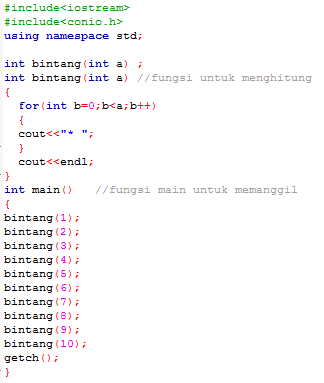 #include<iostream>
#include<conio.h>
using namespace std;
int bintang(int a) ;
int bintang(int a) //fungsi untuk menghitung
{
for(int b=0;b<a;b++)
{
cout<<"* ";
}
cout<<endl;
}
int main()   //fungsi main untuk memanggil
{
bintang(1);
bintang(2);
bintang(3);
bintang(4);
bintang(5);
bintang(6);
bintang(7);
bintang(8);
bintang(9);
bintang(10);
getch();
}